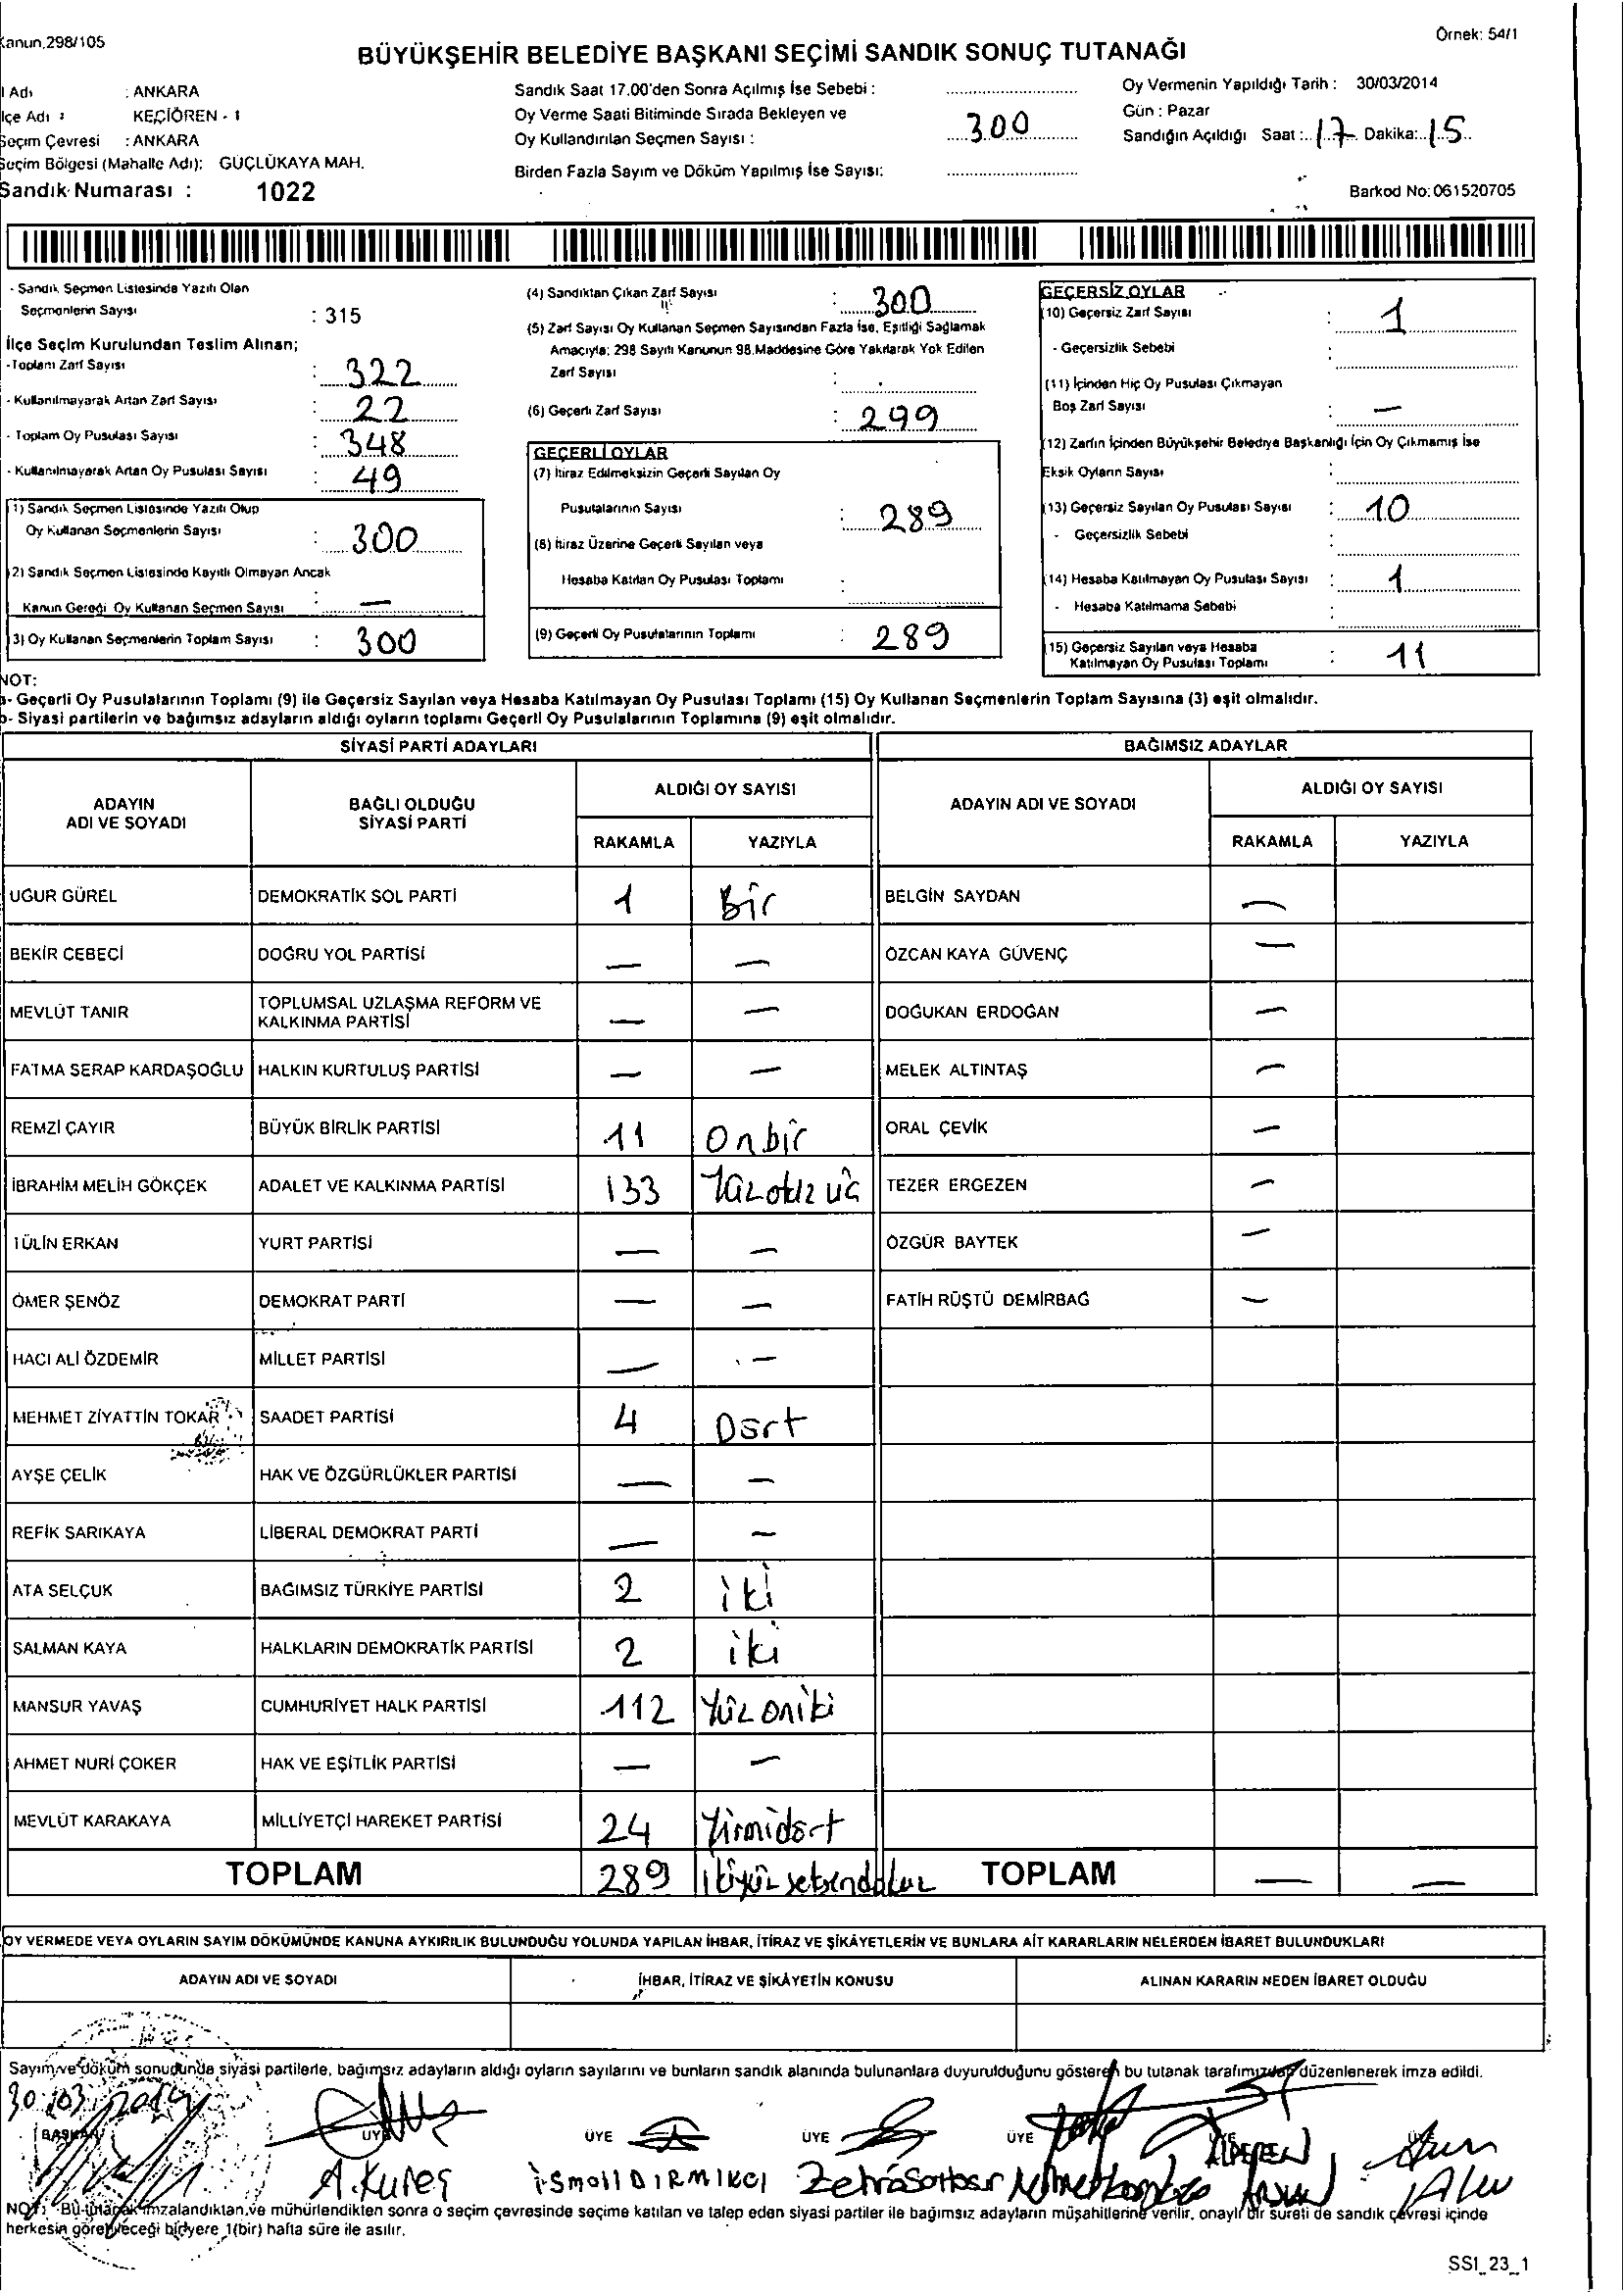 Kanun.298/105
Örnek: 54/1
BÜYÜKŞEHİR BELEDİYE BAŞKANI SEÇİMİ SANDIK SONUÇ TUTANAĞI
l Adı : ANKARA
lçe Adı : KEÇİÖREN - 1
Seçim Çevresi : ANKARA
Seçim Bölgesi (Mahalle Adı): GÜÇLÜKAYA MAH.
Sandık Numarası : 1022
Sandık Saat 17.00'den Sonra Açılmış İse Sebebi :
Oy Verme Saati Bitiminde Sırada Bekleyen ve
Oy Kullandırılan Seçmen Sayısı : 300
Birden Fazla Sayım ve Döküm Yapılmış İse Sayısı:
Oy Vermenin Yapıldığı Tarih : 30/03/2014
Gün : Pazar
Sandığın Açıldığı Saat : 17 Dakika: 15
Barkod No: 061520705
- Sandık Seçmen Listesinde Yazılı Olan
Seçmenlerin Sayısı : 315
İlçe Seçim Kurulundan Teslim Alınan;
-Toplam Zarf Sayısı : 322
- Kullanılmayarak Artan Zarf Sayısı : 22
- Toplam Oy Pusulası Sayısı : 348
- Kullanılmayarak Artan Oy Pusulası Sayısı : 49
1) Sandık Seçmen Listesinde Yazılı Olup
Oy Kullanan Seçmenlerin Sayısı : 300
2) Sandık Seçmen Listesinde Kayıtlı Olmayan Ancak
Kanun Gereği Oy Kullanan Seçmen Sayısı : —
3) Oy Kullanan Seçmenlerin Toplam Sayısı : 300
(4) Sandıktan Çıkan Zarf Sayısı : 300
(5) Zarf Sayısı Oy Kullanan Seçmen Sayısından Fazla İse, Eşitliği Sağlamak
Amacıyla; 298 Sayılı Kanunun 98.Maddesine Göre Yakılarak Yok Edilen
Zarf Sayısı :
(6) Geçerli Zarf Sayısı : 299
GEÇERLİ OYLAR
(7) İtiraz Edilmeksizin Geçerli Sayılan Oy
Pusulalarının Sayısı : 289
(8) İtiraz Üzerine Geçerli Sayılan veya
Hesaba Katılan Oy Pusulası Toplamı :
(9) Geçerli Oy Pusulalarının Toplamı : 289
GEÇERSİZ OYLAR
(10) Geçersiz Zarf Sayısı : 1
- Geçersizlik Sebebi :
(11) İçinden Hiç Oy Pusulası Çıkmayan
Boş Zarf Sayısı : —
(12) Zarfın İçinden Büyükşehir Belediye Başkanlığı İçin Oy Çıkmamış İse
Eksik Oyların Sayısı :
(13) Geçersiz Sayılan Oy Pusulası Sayısı : 10
- Geçersizlik Sebebi :
(14) Hesaba Katılmayan Oy Pusulası Sayısı : 1
- Hesaba Katılmama Sebebi :
15) Geçersiz Sayılan veya Hesaba
Katılmayan Oy Pusulası Toplamı : 11
NOT:
a- Geçerli Oy Pusulalarının Toplamı (9) ile Geçersiz Sayılan veya Hesaba Katılmayan Oy Pusulası Toplamı (15) Oy Kullanan Seçmenlerin Toplam Sayısına (3) eşit olmalıdır.
b- Siyasi partilerin ve bağımsız adayların aldığı oyların toplamı Geçerli Oy Pusulalarının Toplamına (9) eşit olmalıdır.
SİYASİ PARTİ ADAYLARI BAĞIMSIZ ADAYLAR
ADAYIN
ADI VE SOYADI
BAĞLI OLDUĞU
SİYASİ PARTİ
ALDIĞI OY SAYISI
RAKAMLA YAZIYLA
ADAYIN ADI VE SOYADI
ALDIĞI OY SAYISI
RAKAMLA YAZIYLA
UĞUR GÜREL DEMOKRATİK SOL PARTİ 1 Bir BELGİN SAYDAN —
BEKİR CEBECİ DOĞRU YOL PARTİSİ — — ÖZCAN KAYA GÜVENÇ —
MEVLÜT TANIR TOPLUMSAL UZLAŞMA REFORM VE
KALKINMA PARTİSİ — — DOĞUKAN ERDOĞAN —
FATMA SERAP KARDAŞOĞLU HALKIN KURTULUŞ PARTİSİ — — MELEK ALTINTAŞ —
REMZİ ÇAYIR BÜYÜK BİRLİK PARTİSİ 11 Onbir ORAL ÇEVİK —
İBRAHİM MELİH GÖKÇEK ADALET VE KALKINMA PARTİSİ 133 Yüzotuz üç TEZER ERGEZEN —
TÜLİN ERKAN YURT PARTİSİ — — ÖZGÜR BAYTEK —
ÖMER ŞENÖZ DEMOKRAT PARTİ — — FATİH RÜŞTÜ DEMİRBAĞ —
HACI ALİ ÖZDEMİR MİLLET PARTİSİ — —
MEHMET ZİYATTİN TOKAR SAADET PARTİSİ 4 Dört
AYŞE ÇELİK HAK VE ÖZGÜRLÜKLER PARTİSİ — —
REFİK SARIKAYA LİBERAL DEMOKRAT PARTİ — —
ATA SELÇUK BAĞIMSIZ TÜRKİYE PARTİSİ 2 iki
SALMAN KAYA HALKLARIN DEMOKRATİK PARTİSİ 2 iki
MANSUR YAVAŞ CUMHURİYET HALK PARTİSİ 112 Yüz oniki
AHMET NURİ ÇOKER HAK VE EŞİTLİK PARTİSİ — —
MEVLÜT KARAKAYA MİLLİYETÇİ HAREKET PARTİSİ 24 Yirmidört
TOPLAM 289 ikiyüz seksendokuz TOPLAM — —
OY VERMEDE VEYA OYLARIN SAYIM DÖKÜMÜNDE KANUNA AYKIRILIK BULUNDUĞU YOLUNDA YAPILAN İHBAR, İTİRAZ VE ŞİKÂYETLERİN VE BUNLARA AİT KARARLARIN NELERDEN İBARET BULUNDUKLARI
ADAYIN ADI VE SOYADI İHBAR, İTİRAZ VE ŞİKÂYETİN KONUSU ALINAN KARARIN NEDEN İBARET OLDUĞU
Sayım ve döküm sonucunda siyasi partilerle, bağımsız adayların aldığı oyların sayılarını ve bunların sandık alanında bulunanlara duyurulduğunu gösteren bu tutanak tarafımızdan düzenlenerek imza edildi.
30/03/2014
BAŞKAN ÜYE ÜYE ÜYE ÜYE
A.Kureş İsmail DIRMIKCI Zehra
NOT: Bu tutanak imzalandıktan ve mühürlendikten sonra o seçim çevresinde seçime katılan ve talep eden siyasi partiler ile bağımsız adayların müşahitlerine verilir, onaylı bir sureti de sandık çevresi içinde
herkesin görebileceği bir yere 1(bir) hafta süre ile asılır.
SS1_23_1